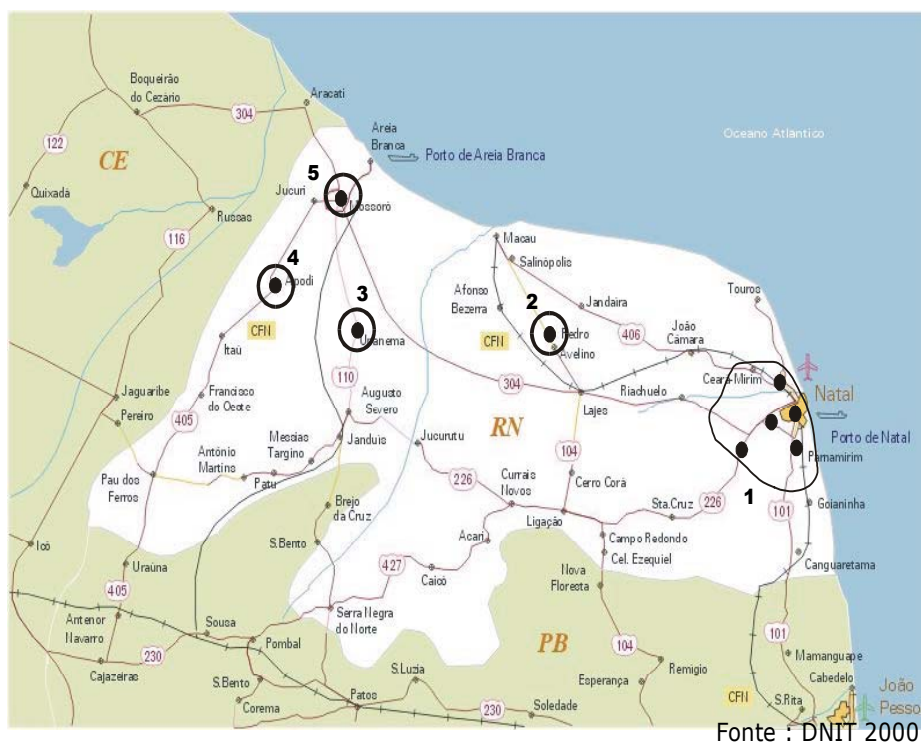 Boqueirão
do Cezário
Aracati
304
Areia
Branca
Oceano Atlantico
122
CE
Porto de Areia Branca
5
Quixadá
Jucuri
Mossoró
Russas
116
4
Apodi
Macau
Salinópolis
3
Afonso
Bezerra
2
Jandaira
Touros
CFN
Upanema
CFN
Pedro
Avelino
406
João
Câmara
Itaú
Ceará-Mirim
Jaguaribe
110
304
Riachuelo
Natal
Francisco
do Oeste
Lajes
Pereiro
405
Augusto
Severo
RN
Porto de Natal
António
Martins
Messias
Targino
Janduis
Jucurutu
104
Parnamirim
Pau dos
Ferros
Patu
Currais
Novos
Cerro Corá
226
Sta.Cruz
226
1
101
Goianinha
Brejo
da Cruz
Ligação
Icó
S.Bento
Acari
Campo Redondo
Cel. Ezequiel
Uraúna
427
Caicó
Nova
Floresta
Canguaretama
405
Serra Negra
do Norte
Antenor
Navarro
Sousa
Pombal
PB
104
101
230
Cajazeiras
S.Luzia
Remigio
Mamanguape
S.Bento
Esperança
Cabedelo
Corema
Patos
230
Soledade
CFN
S.Rita
João
Pesso
Fonte : DNIT 2000